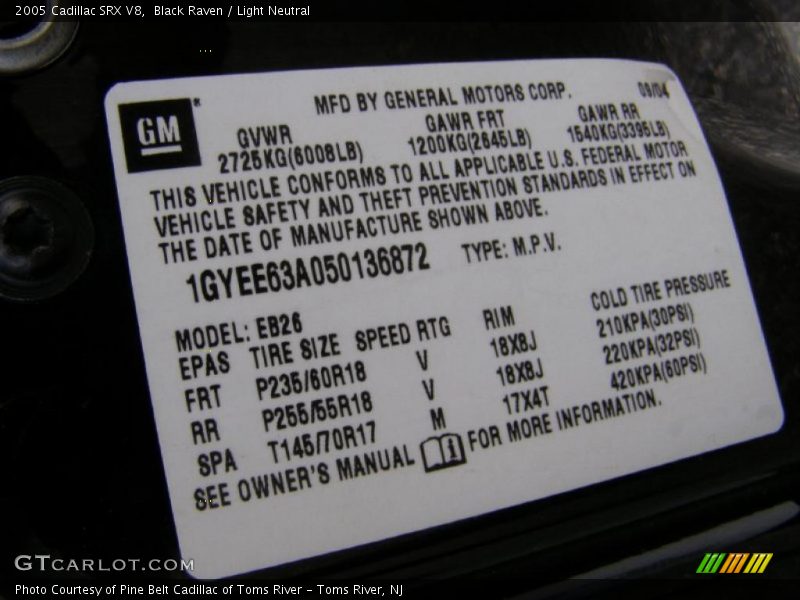 2005 Cadillac SRX V8, Black Raven / Light Neutral
GM
MFD BY GENERAL MOTORS CORP. 09/04
GVWR GAWR FRT GAWR RR
2725KG(6008LB) 1200KG(2645LB) 1540KG(3395LB)
THIS VEHICLE CONFORMS TO ALL APPLICABLE U.S. FEDERAL MOTOR
VEHICLE SAFETY AND THEFT PREVENTION STANDARDS IN EFFECT ON
THE DATE OF MANUFACTURE SHOWN ABOVE.
1GYEE63A050136872 TYPE: M.P.V.
MODEL: EB26
EPAS TIRE SIZE SPEED RTG RIM COLD TIRE PRESSURE
FRT P235/60R18 V 18X8J 210KPA(30PSI)
RR P255/55R18 V 18X8J 220KPA(32PSI)
SPA T145/70R17 M 17X4T 420KPA(60PSI)
SEE OWNER'S MANUAL FOR MORE INFORMATION.
GTCARLOT.COM
Photo Courtesy of Pine Belt Cadillac of Toms River – Toms River, NJ